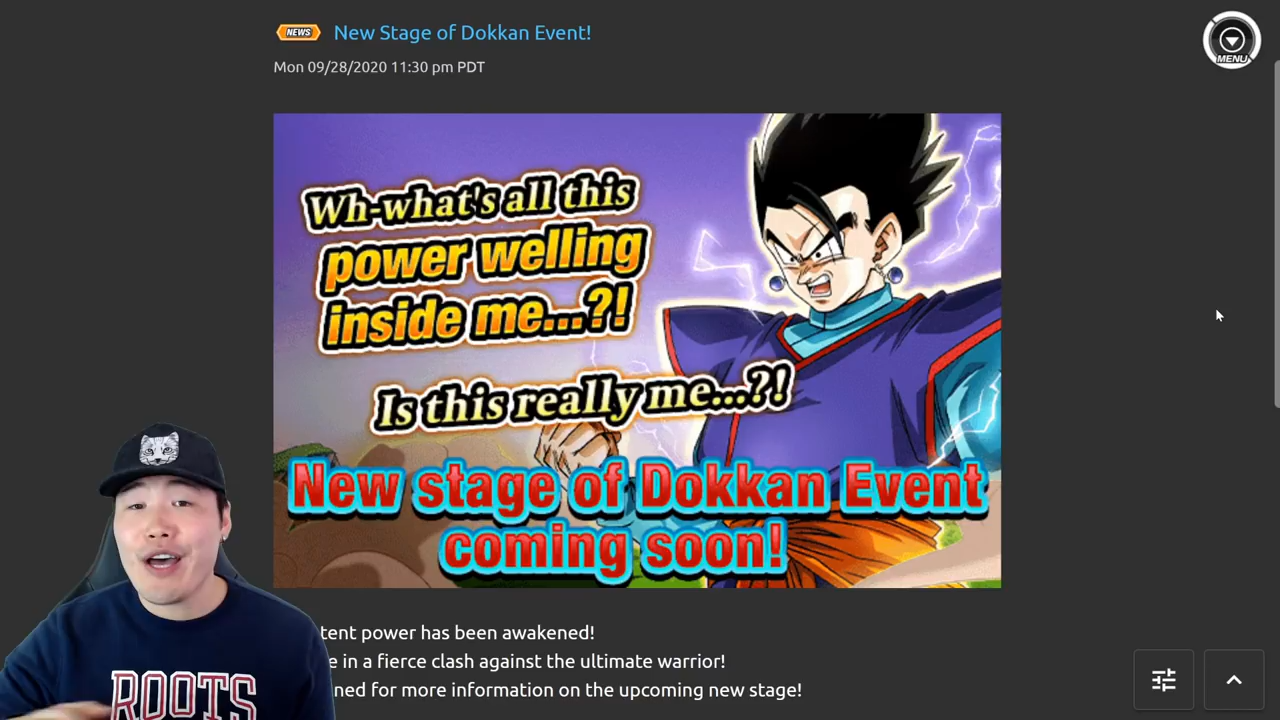 NEWS New Stage of Dokkan Event!
Mon 09/28/2020 11:30 pm PDT
MENU
Wh-what's all this
power welling
inside me...?!
Is this really me...?!
New stage of Dokkan Event
coming soon!
power has been awakened!
in a fierce clash against the ultimate warrior!
for more information on the upcoming new stage!
ROOTS